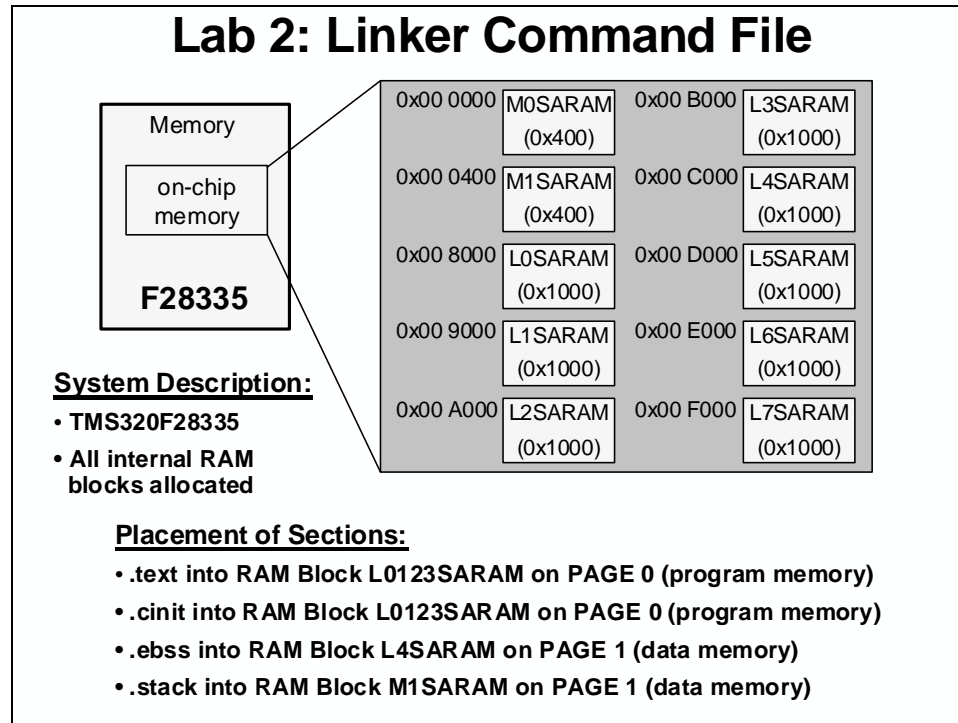 Lab 2: Linker Command File
Memory
on-chip
memory
F28335
0x00 0000
M0SARAM
(0x400)
0x00 0400
M1SARAM
(0x400)
0x00 8000
L0SARAM
(0x1000)
0x00 9000
L1SARAM
(0x1000)
0x00 A000
L2SARAM
(0x1000)
0x00 B000
L3SARAM
(0x1000)
0x00 C000
L4SARAM
(0x1000)
0x00 D000
L5SARAM
(0x1000)
0x00 E000
L6SARAM
(0x1000)
0x00 F000
L7SARAM
(0x1000)
System Description:
• TMS320F28335
• All internal RAM
blocks allocated
Placement of Sections:
• .text into RAM Block L0123SARAM on PAGE 0 (program memory)
• .cinit into RAM Block L0123SARAM on PAGE 0 (program memory)
• .ebss into RAM Block L4SARAM on PAGE 1 (data memory)
• .stack into RAM Block M1SARAM on PAGE 1 (data memory)